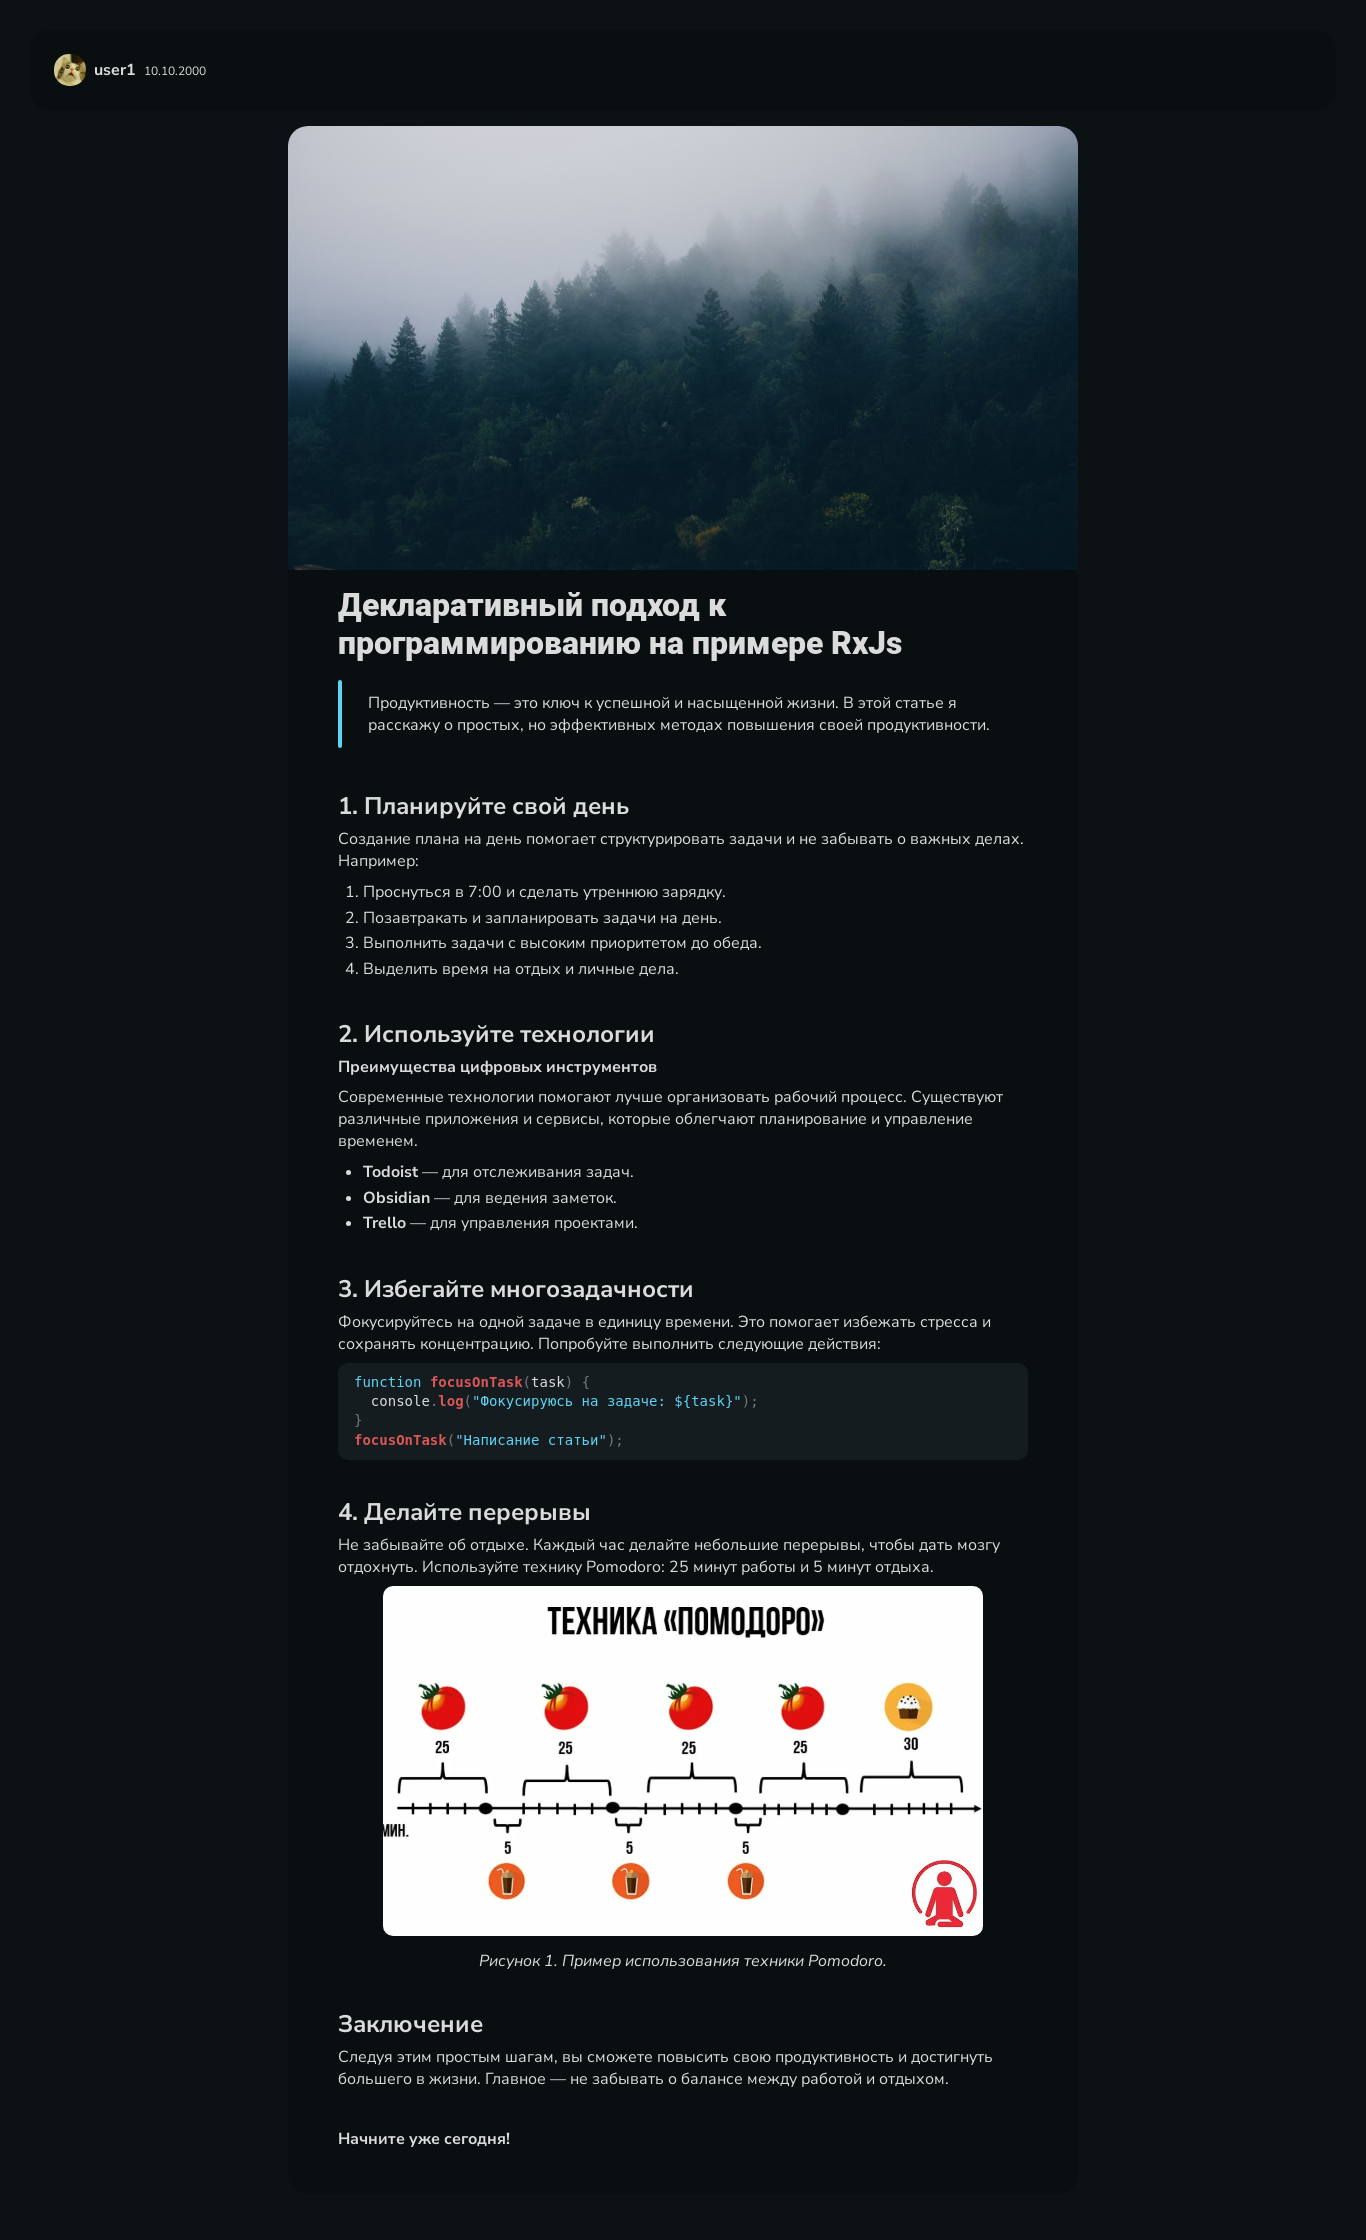 user1 10.10.2000
Декларативный подход к
программированию на примере RxJs
Продуктивность — это ключ к успешной и насыщенной жизни. В этой статье я
расскажу о простых, но эффективных методах повышения своей продуктивности.
1. Планируйте свой день
Создание плана на день помогает структурировать задачи и не забывать о важных делах.
Например:
1. Проснуться в 7:00 и сделать утреннюю зарядку.
2. Позавтракать и запланировать задачи на день.
3. Выполнить задачи с высоким приоритетом до обеда.
4. Выделить время на отдых и личные дела.
2. Используйте технологии
Преимущества цифровых инструментов
Современные технологии помогают лучше организовать рабочий процесс. Существуют
различные приложения и сервисы, которые облегчают планирование и управление
временем.
• Todoist — для отслеживания задач.
• Obsidian — для ведения заметок.
• Trello — для управления проектами.
3. Избегайте многозадачности
Фокусируйтесь на одной задаче в единицу времени. Это помогает избежать стресса и
сохранять концентрацию. Попробуйте выполнить следующие действия:
function focusOnTask(task) {
  console.log("Фокусируюсь на задаче: ${task}");
}
focusOnTask("Написание статьи");
4. Делайте перерывы
Не забывайте об отдыхе. Каждый час делайте небольшие перерывы, чтобы дать мозгу
отдохнуть. Используйте технику Pomodoro: 25 минут работы и 5 минут отдыха.
ТЕХНИКА «ПОМОДОРО»
25 25 25 25 30
МИН.
5 5 5
Рисунок 1. Пример использования техники Pomodoro.
Заключение
Следуя этим простым шагам, вы сможете повысить свою продуктивность и достигнуть
большего в жизни. Главное — не забывать о балансе между работой и отдыхом.
Начните уже сегодня!